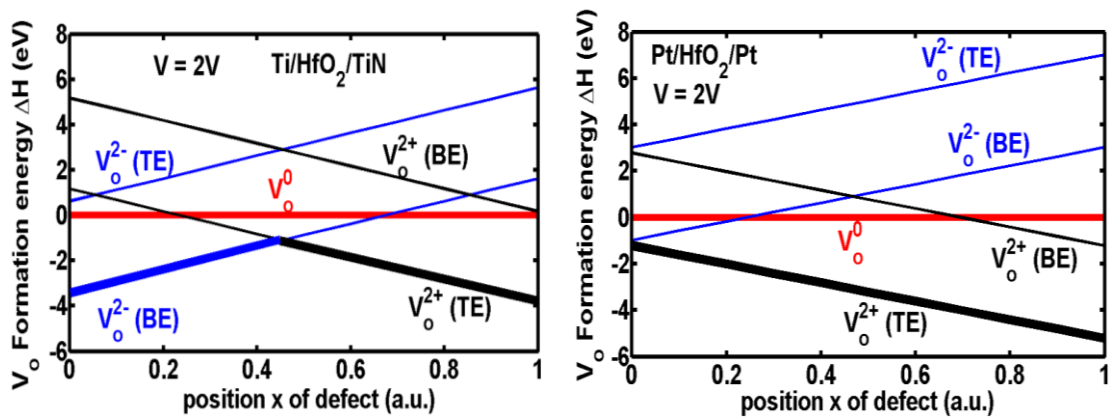 V = 2V Ti/HfO₂/TiN
Vₒ²⁻ (TE)
Vₒ²⁺ (BE)
Vₒ⁰
Vₒ²⁻ (BE)
Vₒ²⁺ (TE)
Vₒ Formation energy ΔH (eV)
8
6
4
2
0
-2
-4
-6
0 0.2 0.4 0.6 0.8 1
position x of defect (a.u.)
Pt/HfO₂/Pt
V = 2V
Vₒ²⁻ (TE)
Vₒ²⁻ (BE)
Vₒ⁰
Vₒ²⁺ (BE)
Vₒ²⁺ (TE)
Vₒ Formation energy ΔH (eV)
8
6
4
2
0
-2
-4
-6
0 0.2 0.4 0.6 0.8 1
position x of defect (a.u.)